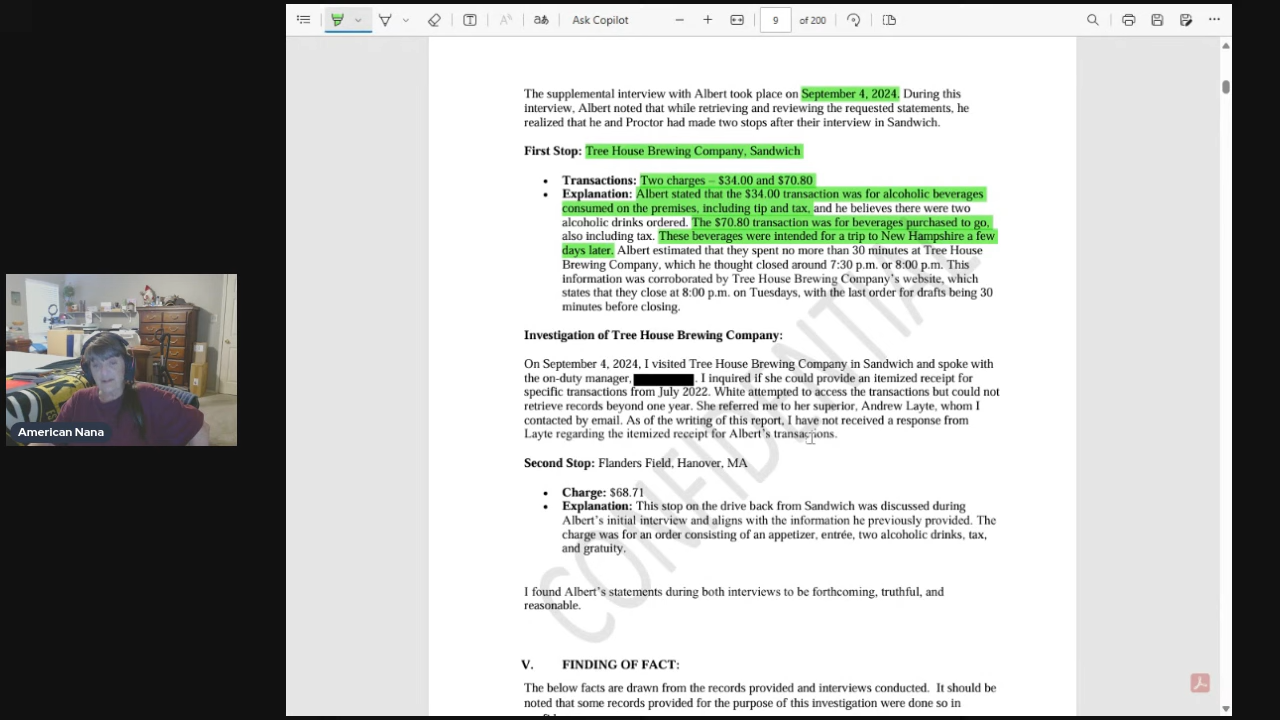 Ask Copilot
9
of 200
The supplemental interview with Albert took place on September 4, 2024. During this
interview, Albert noted that while retrieving and reviewing the requested statements, he
realized that he and Proctor had made two stops after their interview in Sandwich.
First Stop: Tree House Brewing Company, Sandwich
• Transactions: Two charges – $34.00 and $70.80
• Explanation: Albert stated that the $34.00 transaction was for alcoholic beverages
consumed on the premises, including tip and tax, and he believes there were two
alcoholic drinks ordered. The $70.80 transaction was for beverages purchased to go,
also including tax. These beverages were intended for a trip to New Hampshire a few
days later. Albert estimated that they spent no more than 30 minutes at Tree House
Brewing Company, which he thought closed around 7:30 p.m. or 8:00 p.m. This
information was corroborated by Tree House Brewing Company's website, which
states that they close at 8:00 p.m. on Tuesdays, with the last order for drafts being 30
minutes before closing.
Investigation of Tree House Brewing Company:
On September 4, 2024, I visited Tree House Brewing Company in Sandwich and spoke with
the on-duty manager, . I inquired if she could provide an itemized receipt for
specific transactions from July 2022. White attempted to access the transactions but could not
retrieve records beyond one year. She referred me to her superior, Andrew Layte, whom I
contacted by email. As of the writing of this report, I have not received a response from
Layte regarding the itemized receipt for Albert's transactions.
Second Stop: Flanders Field, Hanover, MA
• Charge: $68.71
• Explanation: This stop on the drive back from Sandwich was discussed during
Albert's initial interview and aligns with the information he previously provided. The
charge was for an order consisting of an appetizer, entrée, two alcoholic drinks, tax,
and gratuity.
I found Albert's statements during both interviews to be forthcoming, truthful, and
reasonable.
V. FINDING OF FACT:
The below facts are drawn from the records provided and interviews conducted. It should be
noted that some records provided for the purpose of this investigation were done so in
CONFIDENTIAL
American Nana